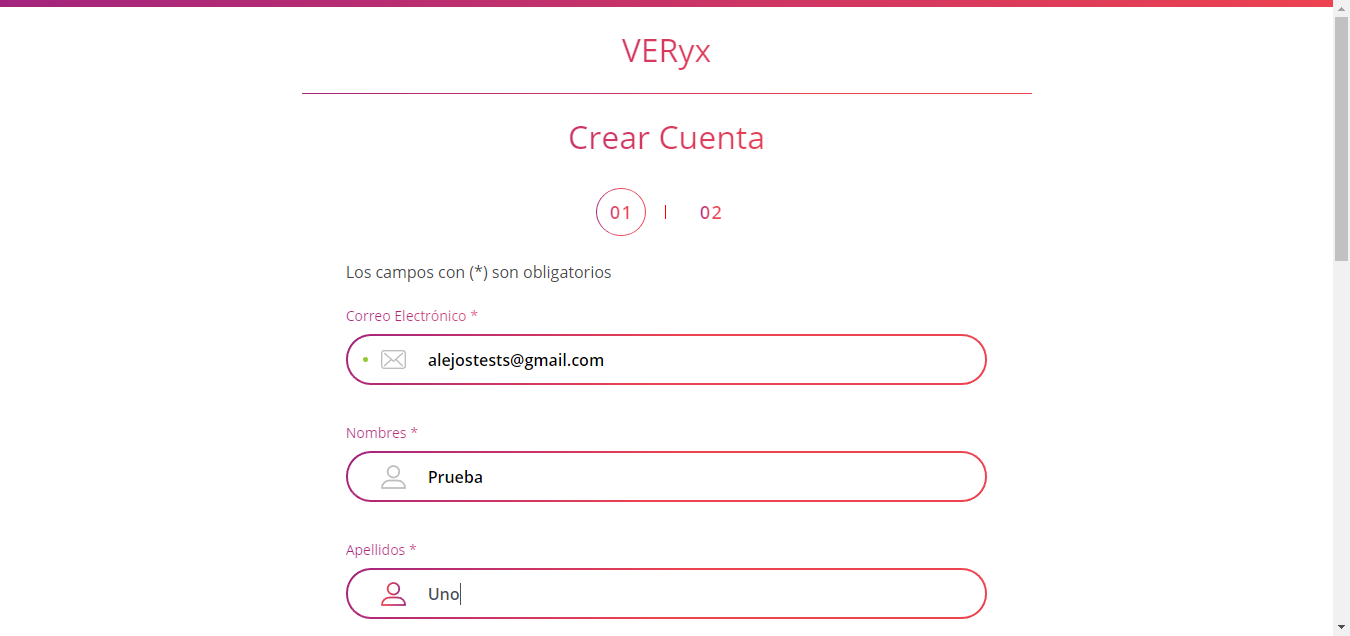 VERyx
Crear Cuenta
01 | 02
Los campos con (*) son obligatorios
Correo Electrónico *
alejostests@gmail.com
Nombres *
Prueba
Apellidos *
Uno